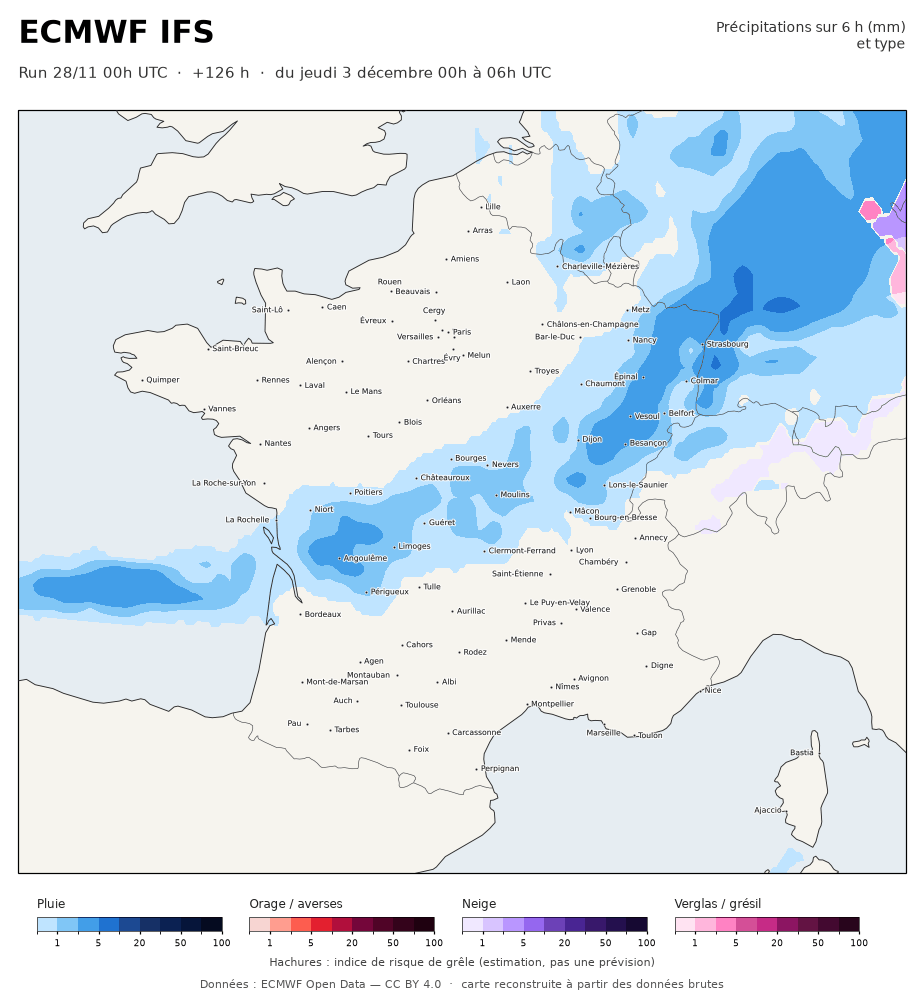 ECMWF IFS
Précipitations sur 6 h (mm)
et type
Run 28/11 00h UTC · +126 h · du jeudi 3 décembre 00h à 06h UTC
Lille
Arras
Amiens
Charleville-Mézières
Rouen
Beauvais
Laon
Saint-Lô
Caen
Cergy
Metz
Évreux
Châlons-en-Champagne
Versailles
Paris
Bar-le-Duc
Nancy
Strasbourg
Saint-Brieuc
Alençon
Chartres
Évry
Melun
Troyes
Quimper
Rennes
Laval
Épinal
Colmar
Chaumont
Le Mans
Orléans
Vannes
Auxerre
Vesoul
Belfort
Angers
Blois
Tours
Nantes
Dijon
Besançon
Bourges
Nevers
La Roche-sur-Yon
Châteauroux
Lons-le-Saunier
Poitiers
Moulins
Niort
Mâcon
La Rochelle
Guéret
Bourg-en-Bresse
Annecy
Limoges
Clermont-Ferrand
Lyon
Angoulême
Chambéry
Saint-Étienne
Périgueux
Tulle
Grenoble
Bordeaux
Aurillac
Le Puy-en-Velay
Valence
Privas
Gap
Cahors
Mende
Rodez
Agen
Digne
Montauban
Mont-de-Marsan
Albi
Avignon
Nîmes
Nice
Auch
Toulouse
Montpellier
Pau
Tarbes
Carcassonne
Marseille
Toulon
Foix
Bastia
Perpignan
Ajaccio
Pluie
Orage / averses
Neige
Verglas / grésil
1 5 20 50 100
1 5 20 50 100
1 5 20 50 100
1 5 20 50 100
Hachures : indice de risque de grêle (estimation, pas une prévision)
Données : ECMWF Open Data — CC BY 4.0 · carte reconstruite à partir des données brutes